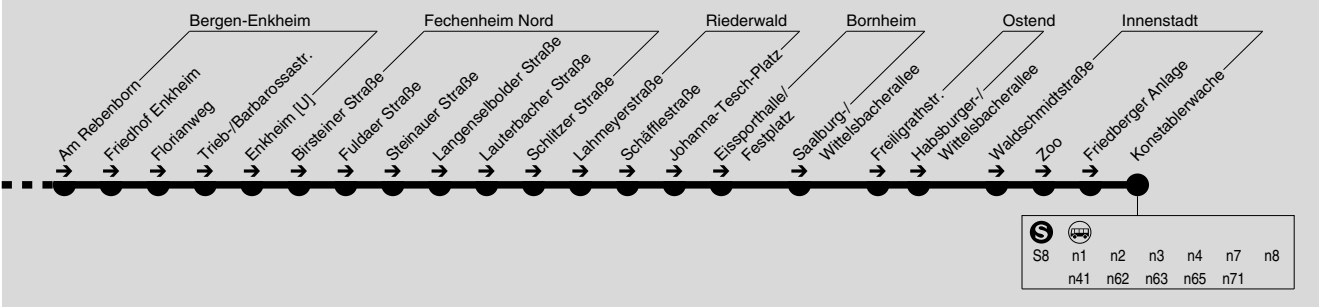 Bergen-Enkheim
Fechenheim Nord
Riederwald
Bornheim
Ostend
Innenstadt
Am Rebenborn
Friedhof Enkheim
Florianweg
Trieb-/Barbarossastr.
Enkheim [U]
Birsteiner Straße
Fuldaer Straße
Steinauer Straße
Langenselbolder Straße
Lauterbacher Straße
Schlitzer Straße
Lahmeyerstraße
Schäfflestraße
Johanna-Tesch-Platz
Eissporthalle/
Festplatz
Saalburg-/
Wittelsbacherallee
Freiligrathstr.
Habsburger-/
Wittelsbacherallee
Waldschmidtstraße
Zoo
Friedberger Anlage
Konstablerwache
S
S8 n1 n2 n3 n4 n7 n8
n41 n62 n63 n65 n71